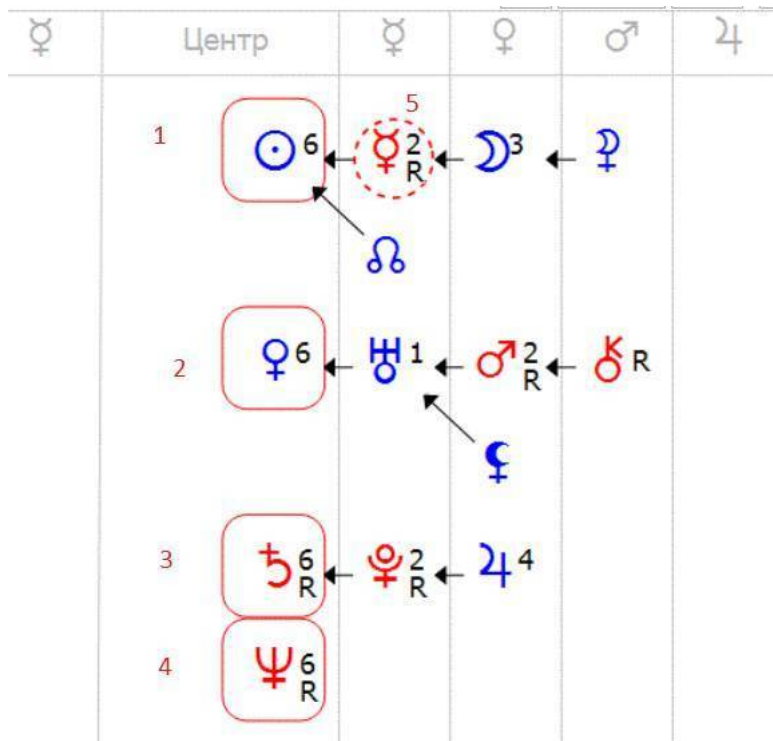 ☿ Центр ☿ ♀ ♂ ♃
5
1 ☉ 6 ☿ 2 R ☽ 3 ⚳
☊
2 ♀ 6 ♅ 1 ♂ 2 R ⚷ R
⚸
3 ♄ 6 R ♇ 2 R ♃ 4
4 ♆ 6 R